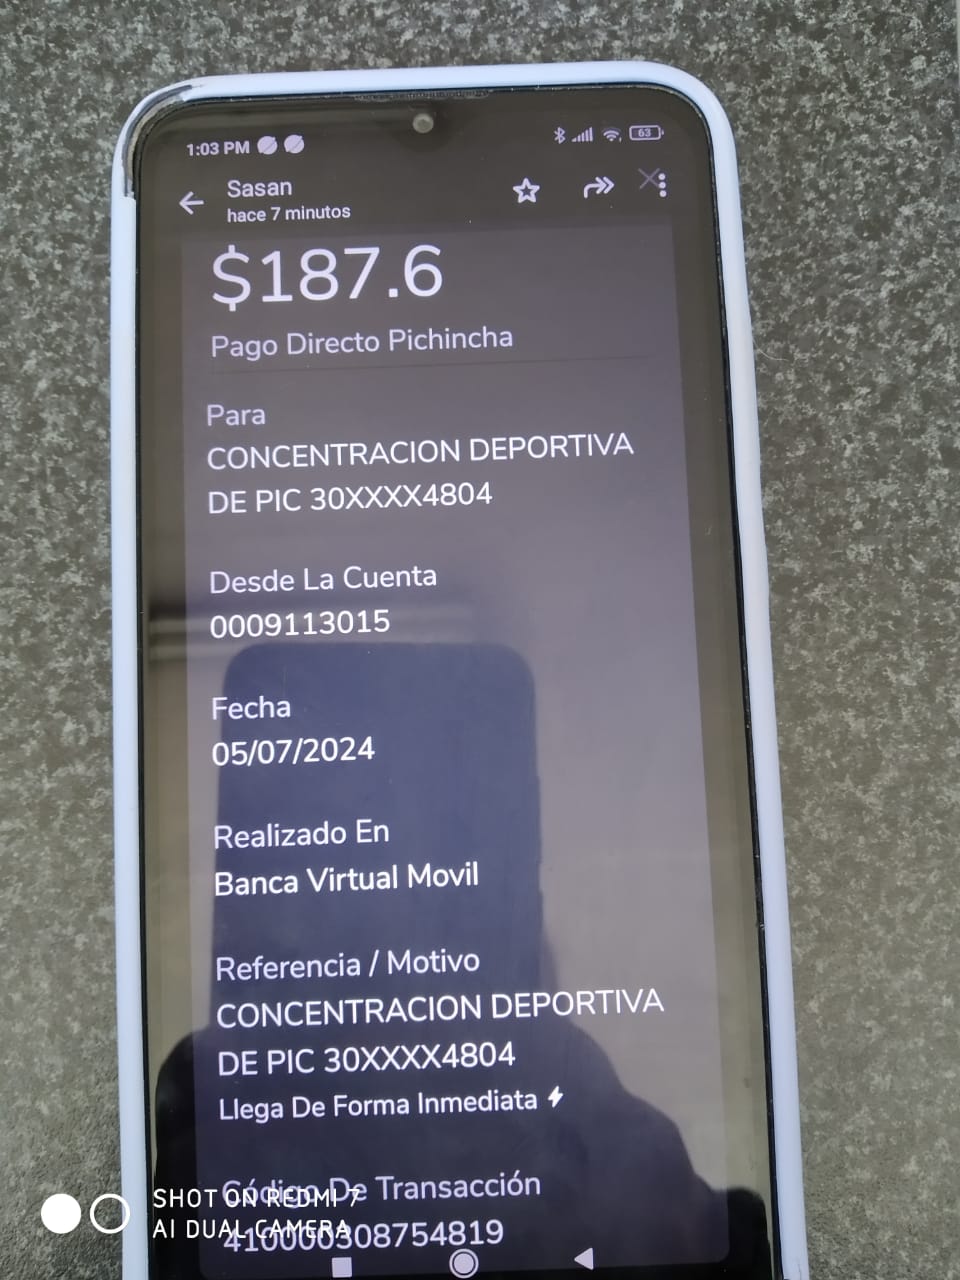 1:03 PM
63
Sasan
hace 7 minutos
$187.6
Pago Directo Pichincha
Para
CONCENTRACION DEPORTIVA
DE PIC 30XXXX4804
Desde La Cuenta
0009113015
Fecha
05/07/2024
Realizado En
Banca Virtual Movil
Referencia / Motivo
CONCENTRACION DEPORTIVA
DE PIC 30XXXX4804
Llega De Forma Inmediata
Código De Transacción
410000308754819
SHOT ON REDMI 7
AI DUAL CAMERA